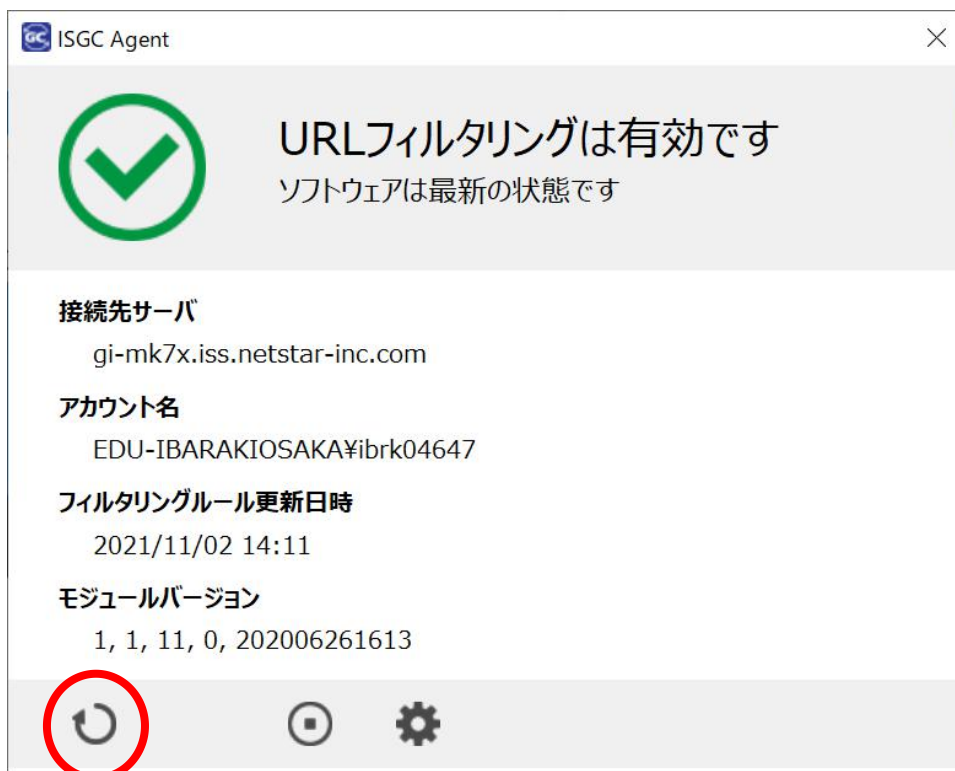 GC ISGC Agent
URLフィルタリングは有効です
ソフトウェアは最新の状態です
接続先サーバ
gi-mk7x.iss.netstar-inc.com
アカウント名
EDU-IBARAKIOSAKA¥ibrk04647
フィルタリングルール更新日時
2021/11/02 14:11
モジュールバージョン
1, 1, 11, 0, 202006261613